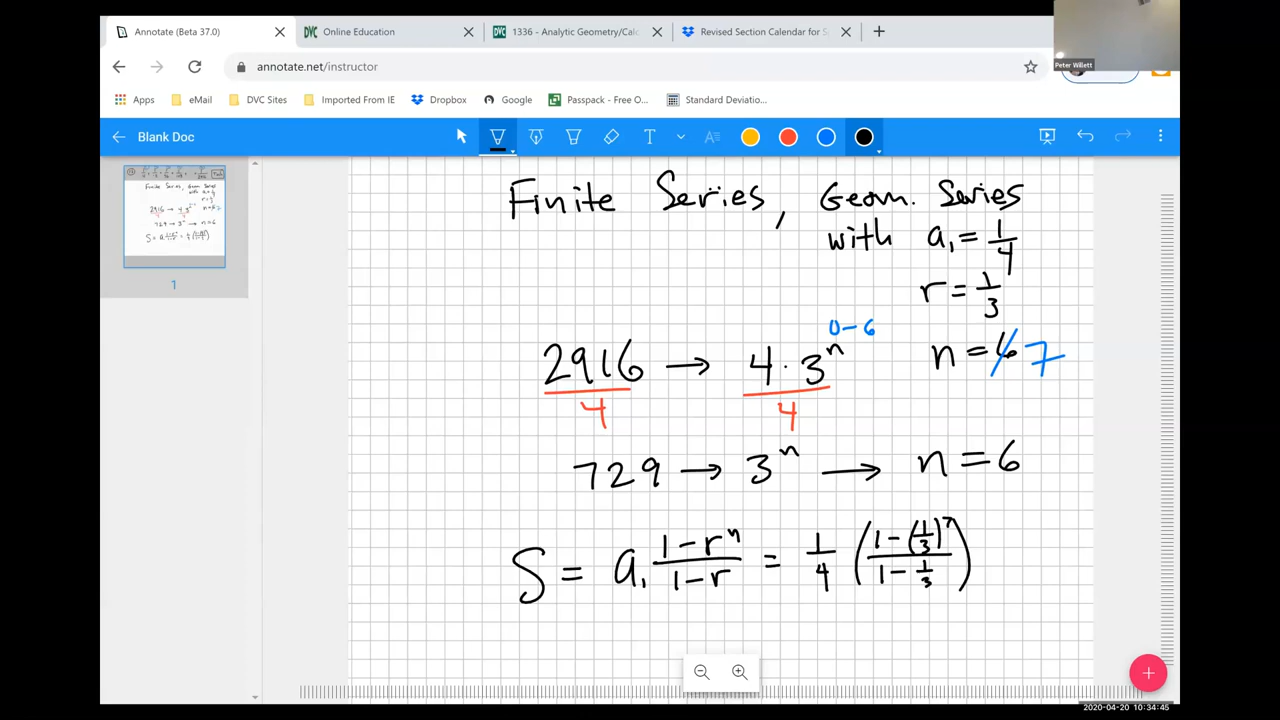 Annotate (Beta 37.0)
Online Education
1336 - Analytic Geometry/Calc
Revised Section Calendar for S
Peter Willett
annotate.net/instructor
Apps
eMail
DVC Sites
Imported From IE
Dropbox
Google
Passpack - Free O...
Standard Deviatio...
Blank Doc
T
1
Finite Series, Geom. Series
with a₁ = 1/4
r = 1/3
0-6
2916 → 4·3ⁿ
n = 6 7
4 4
729 → 3ⁿ → n = 6
S = a₁ (1-rⁿ)/(1-r) = 1/4 ((1-(1/3)⁷)/(1-1/3))
2020-04-20 10:34:45